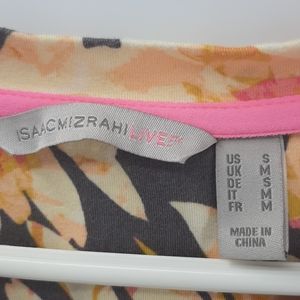 ISAACMIZRAHILIVE!
US S
UK M
DE S
IT M
FR M
MADE IN
CHINA